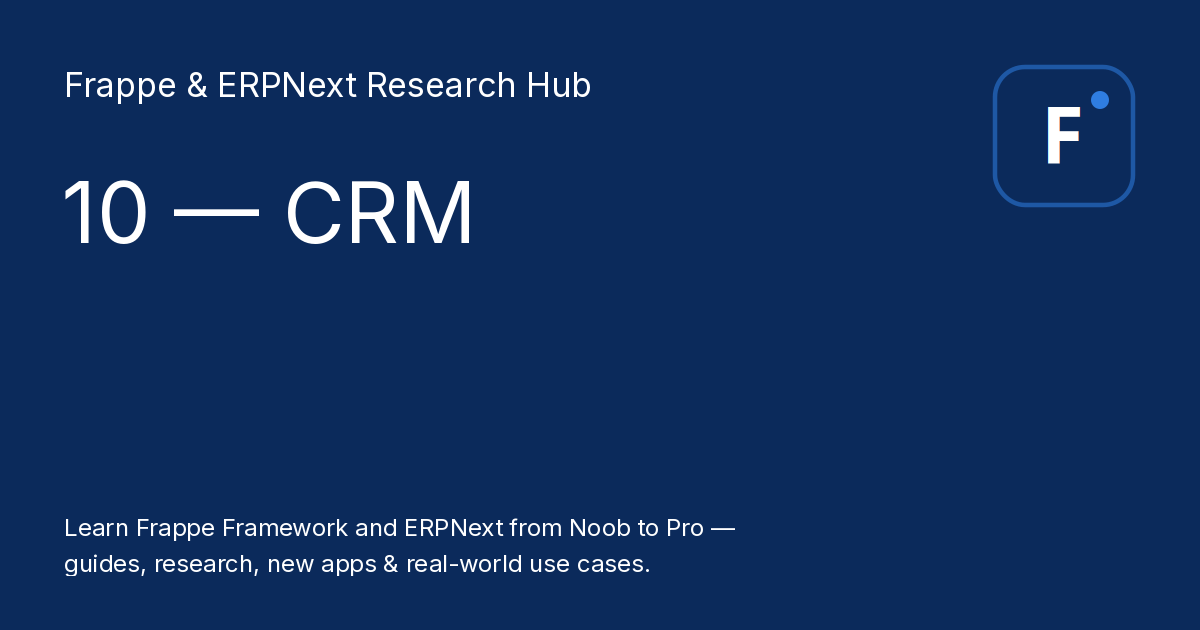 Frappe & ERPNext Research Hub
F
10 — CRM
Learn Frappe Framework and ERPNext from Noob to Pro —
guides, research, new apps & real-world use cases.